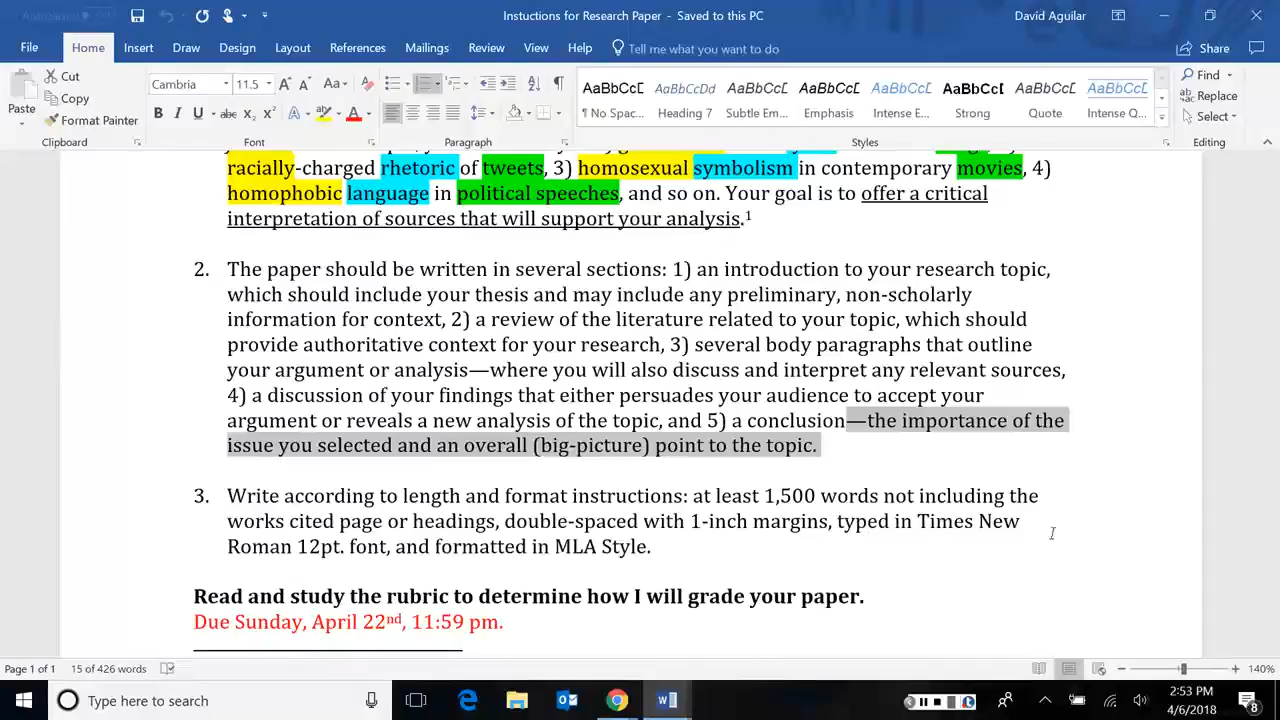 Instuctions for Research Paper - Saved to this PC
David Aguilar
File Home Insert Draw Design Layout References Mailings Review View Help Tell me what you want to do Share
Paste
Cut
Copy
Format Painter
Clipboard
Cambria 11.5
Font
Paragraph
AaBbCcI AaBbCcDd AaBbCcL AaBbCcL AaBbCcL AaBbCcI AaBbCcL AaBbCcL
¶ No Spac... Heading 7 Subtle Em... Emphasis Intense E... Strong Quote Intense Q...
Styles
Find
Replace
Select
Editing
racially-charged rhetoric of tweets, 3) homosexual symbolism in contemporary movies, 4)
homophobic language in political speeches, and so on. Your goal is to offer a critical
interpretation of sources that will support your analysis.1
2. The paper should be written in several sections: 1) an introduction to your research topic,
which should include your thesis and may include any preliminary, non-scholarly
information for context, 2) a review of the literature related to your topic, which should
provide authoritative context for your research, 3) several body paragraphs that outline
your argument or analysis—where you will also discuss and interpret any relevant sources,
4) a discussion of your findings that either persuades your audience to accept your
argument or reveals a new analysis of the topic, and 5) a conclusion—the importance of the
issue you selected and an overall (big-picture) point to the topic.
3. Write according to length and format instructions: at least 1,500 words not including the
works cited page or headings, double-spaced with 1-inch margins, typed in Times New
Roman 12pt. font, and formatted in MLA Style.
Read and study the rubric to determine how I will grade your paper.
Due Sunday, April 22nd, 11:59 pm.
Page 1 of 1 15 of 426 words 140%
Type here to search
2:53 PM
4/6/2018
8